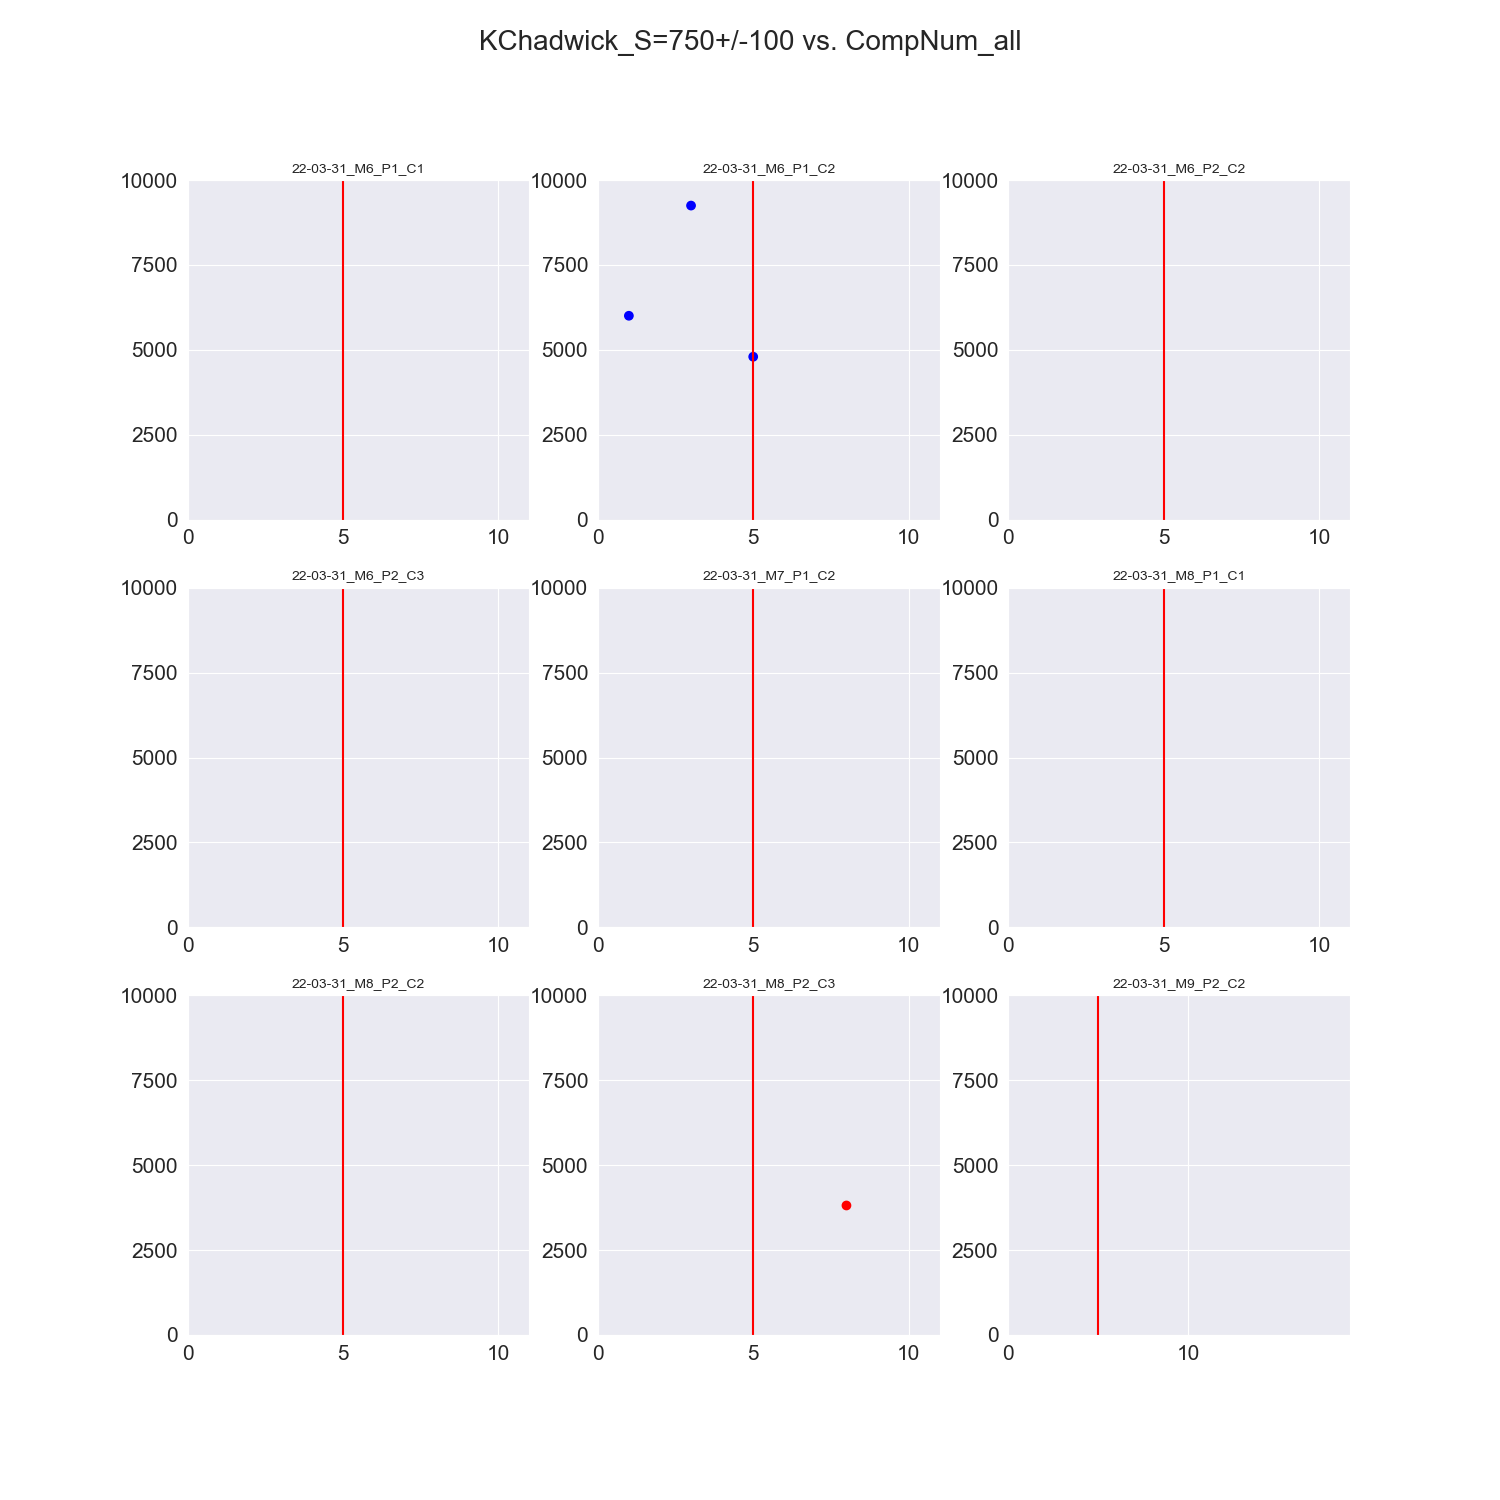 KChadwick_S=750+/-100 vs. CompNum_all
22-03-31_M6_P1_C1
22-03-31_M6_P1_C2
22-03-31_M6_P2_C2
10000
7500
5000
2500
0
0 5 10
10000
7500
5000
2500
0
0 5 10
10000
7500
5000
2500
0
0 5 10
22-03-31_M6_P2_C3
22-03-31_M7_P1_C2
22-03-31_M8_P1_C1
10000
7500
5000
2500
0
0 5 10
10000
7500
5000
2500
0
0 5 10
10000
7500
5000
2500
0
0 5 10
22-03-31_M8_P2_C2
22-03-31_M8_P2_C3
22-03-31_M9_P2_C2
10000
7500
5000
2500
0
0 5 10
10000
7500
5000
2500
0
0 5 10
10000
7500
5000
2500
0
0 10